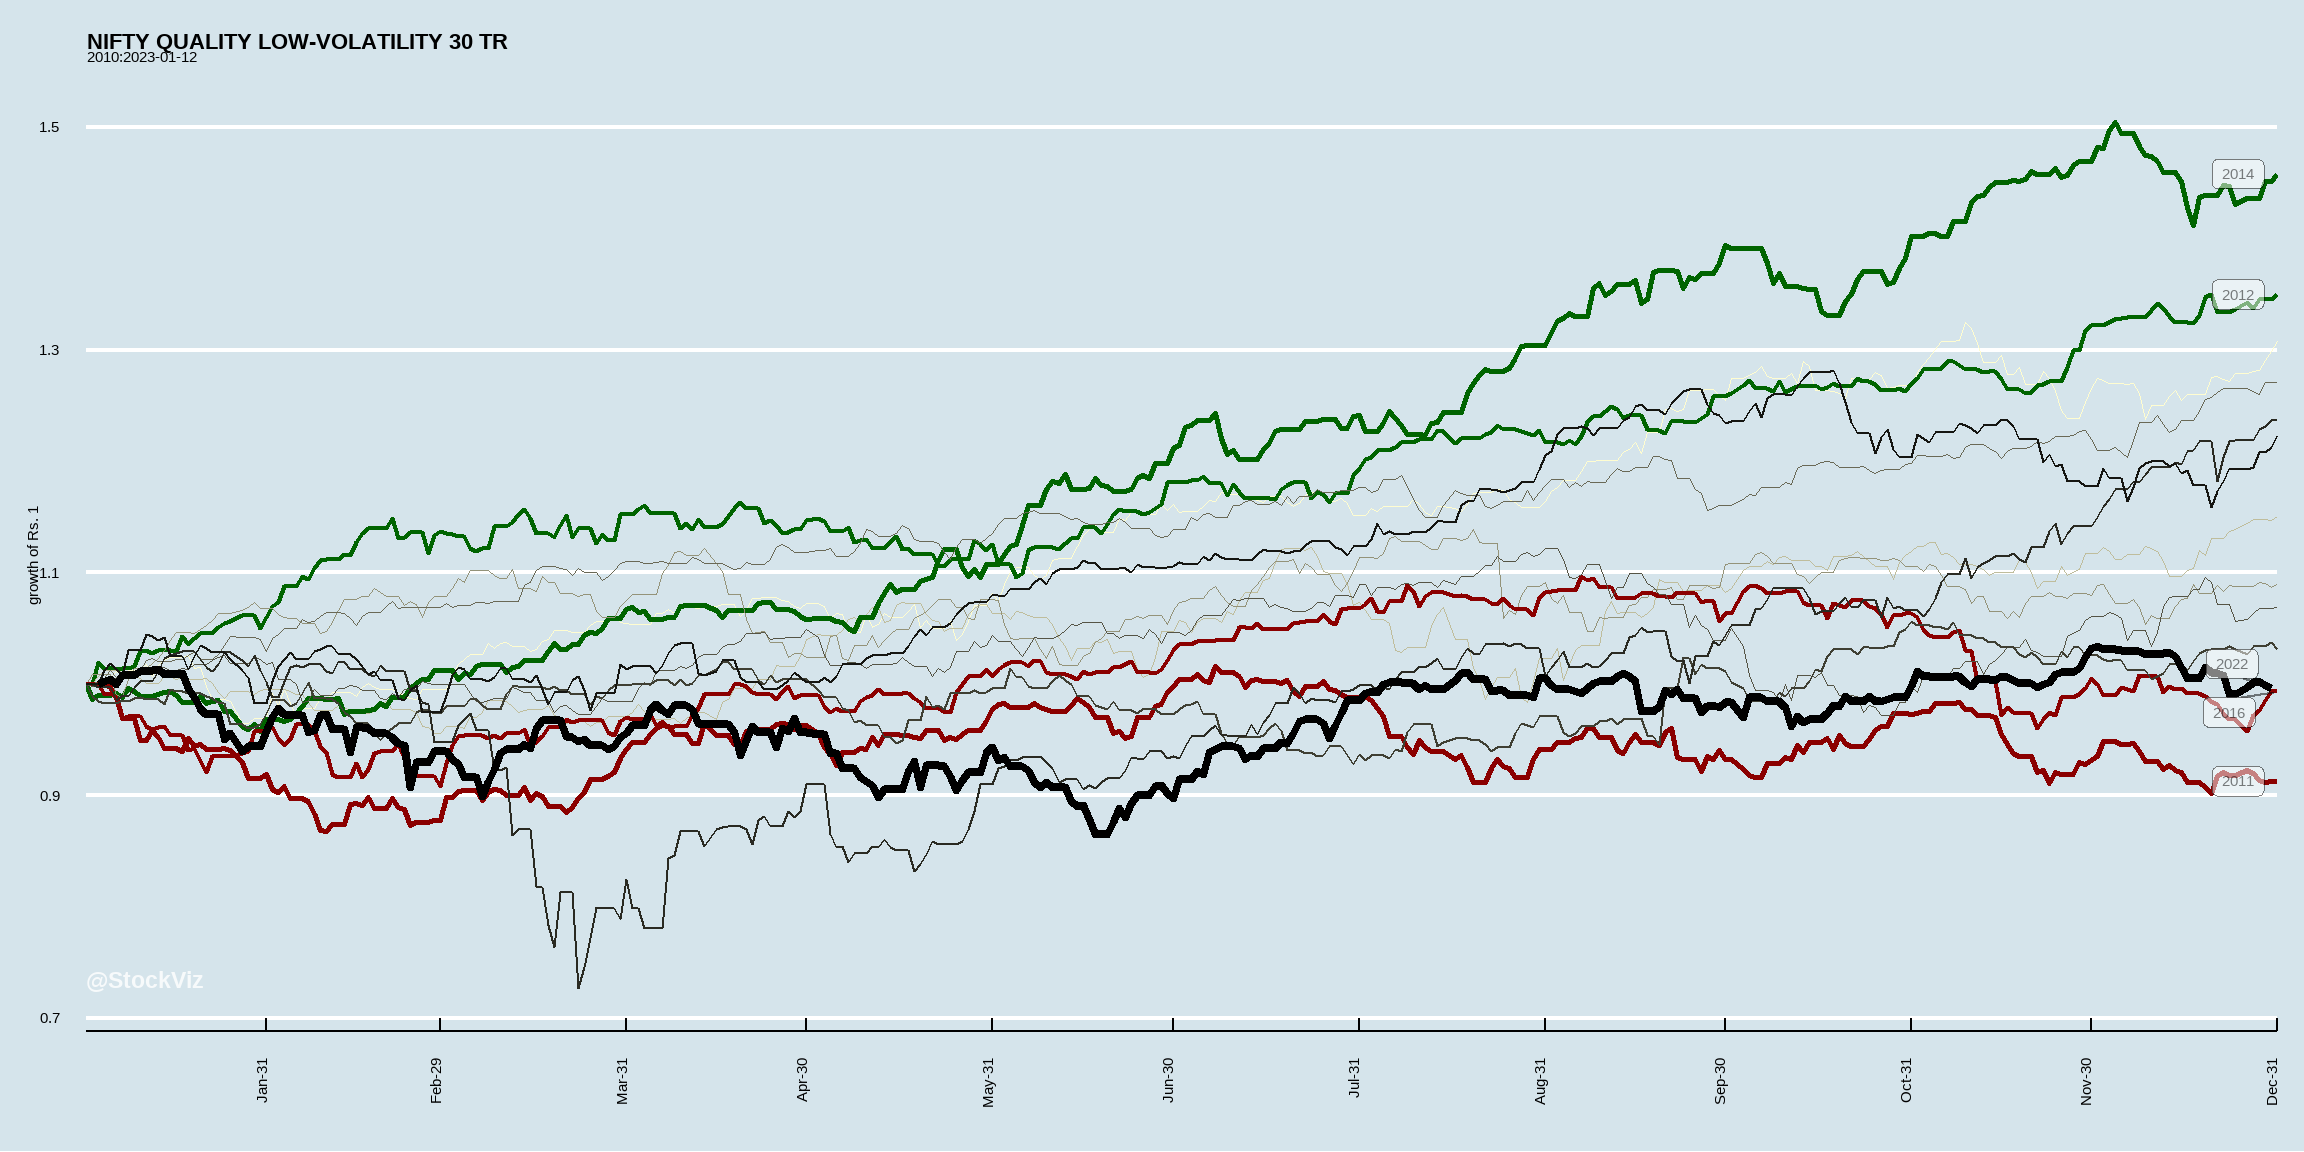 NIFTY QUALITY LOW-VOLATILITY 30 TR
2010:2023-01-12
1.5
1.3
1.1
0.9
0.7
growth of Rs. 1
2014
2012
2022
2016
2011
@StockViz
Jan-31
Feb-29
Mar-31
Apr-30
May-31
Jun-30
Jul-31
Aug-31
Sep-30
Oct-31
Nov-30
Dec-31